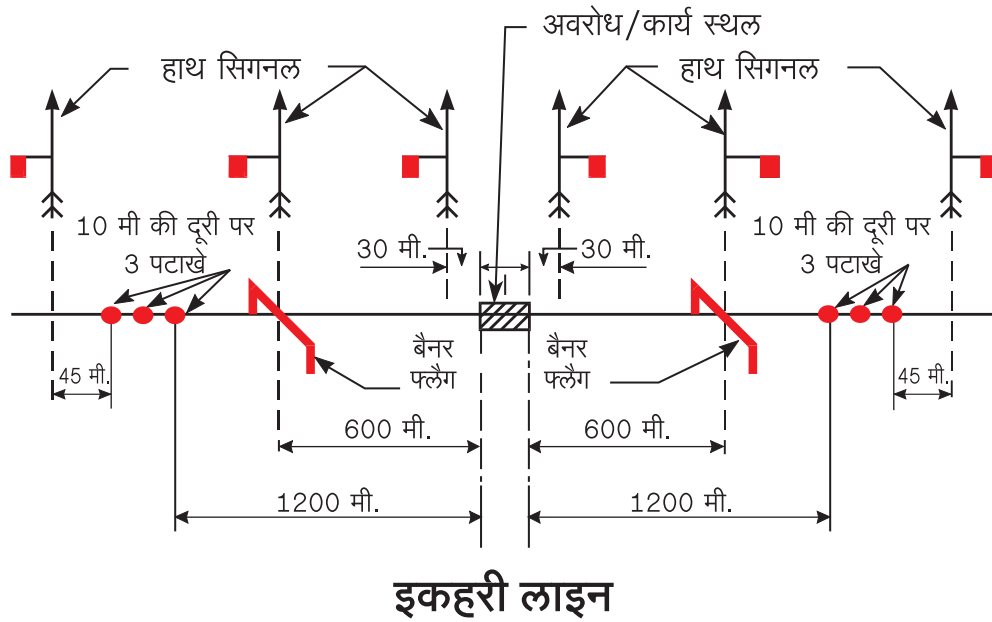 अवरोध/कार्य स्थल
हाथ सिगनल
हाथ सिगनल
10 मी की दूरी पर
3 पटाखे
30 मी.
30 मी.
10 मी की दूरी पर
3 पटाखे
45 मी.
बैनर
फ्लैग
बैनर
फ्लैग
45 मी.
600 मी.
600 मी.
1200 मी.
1200 मी.
इकहरी लाइन